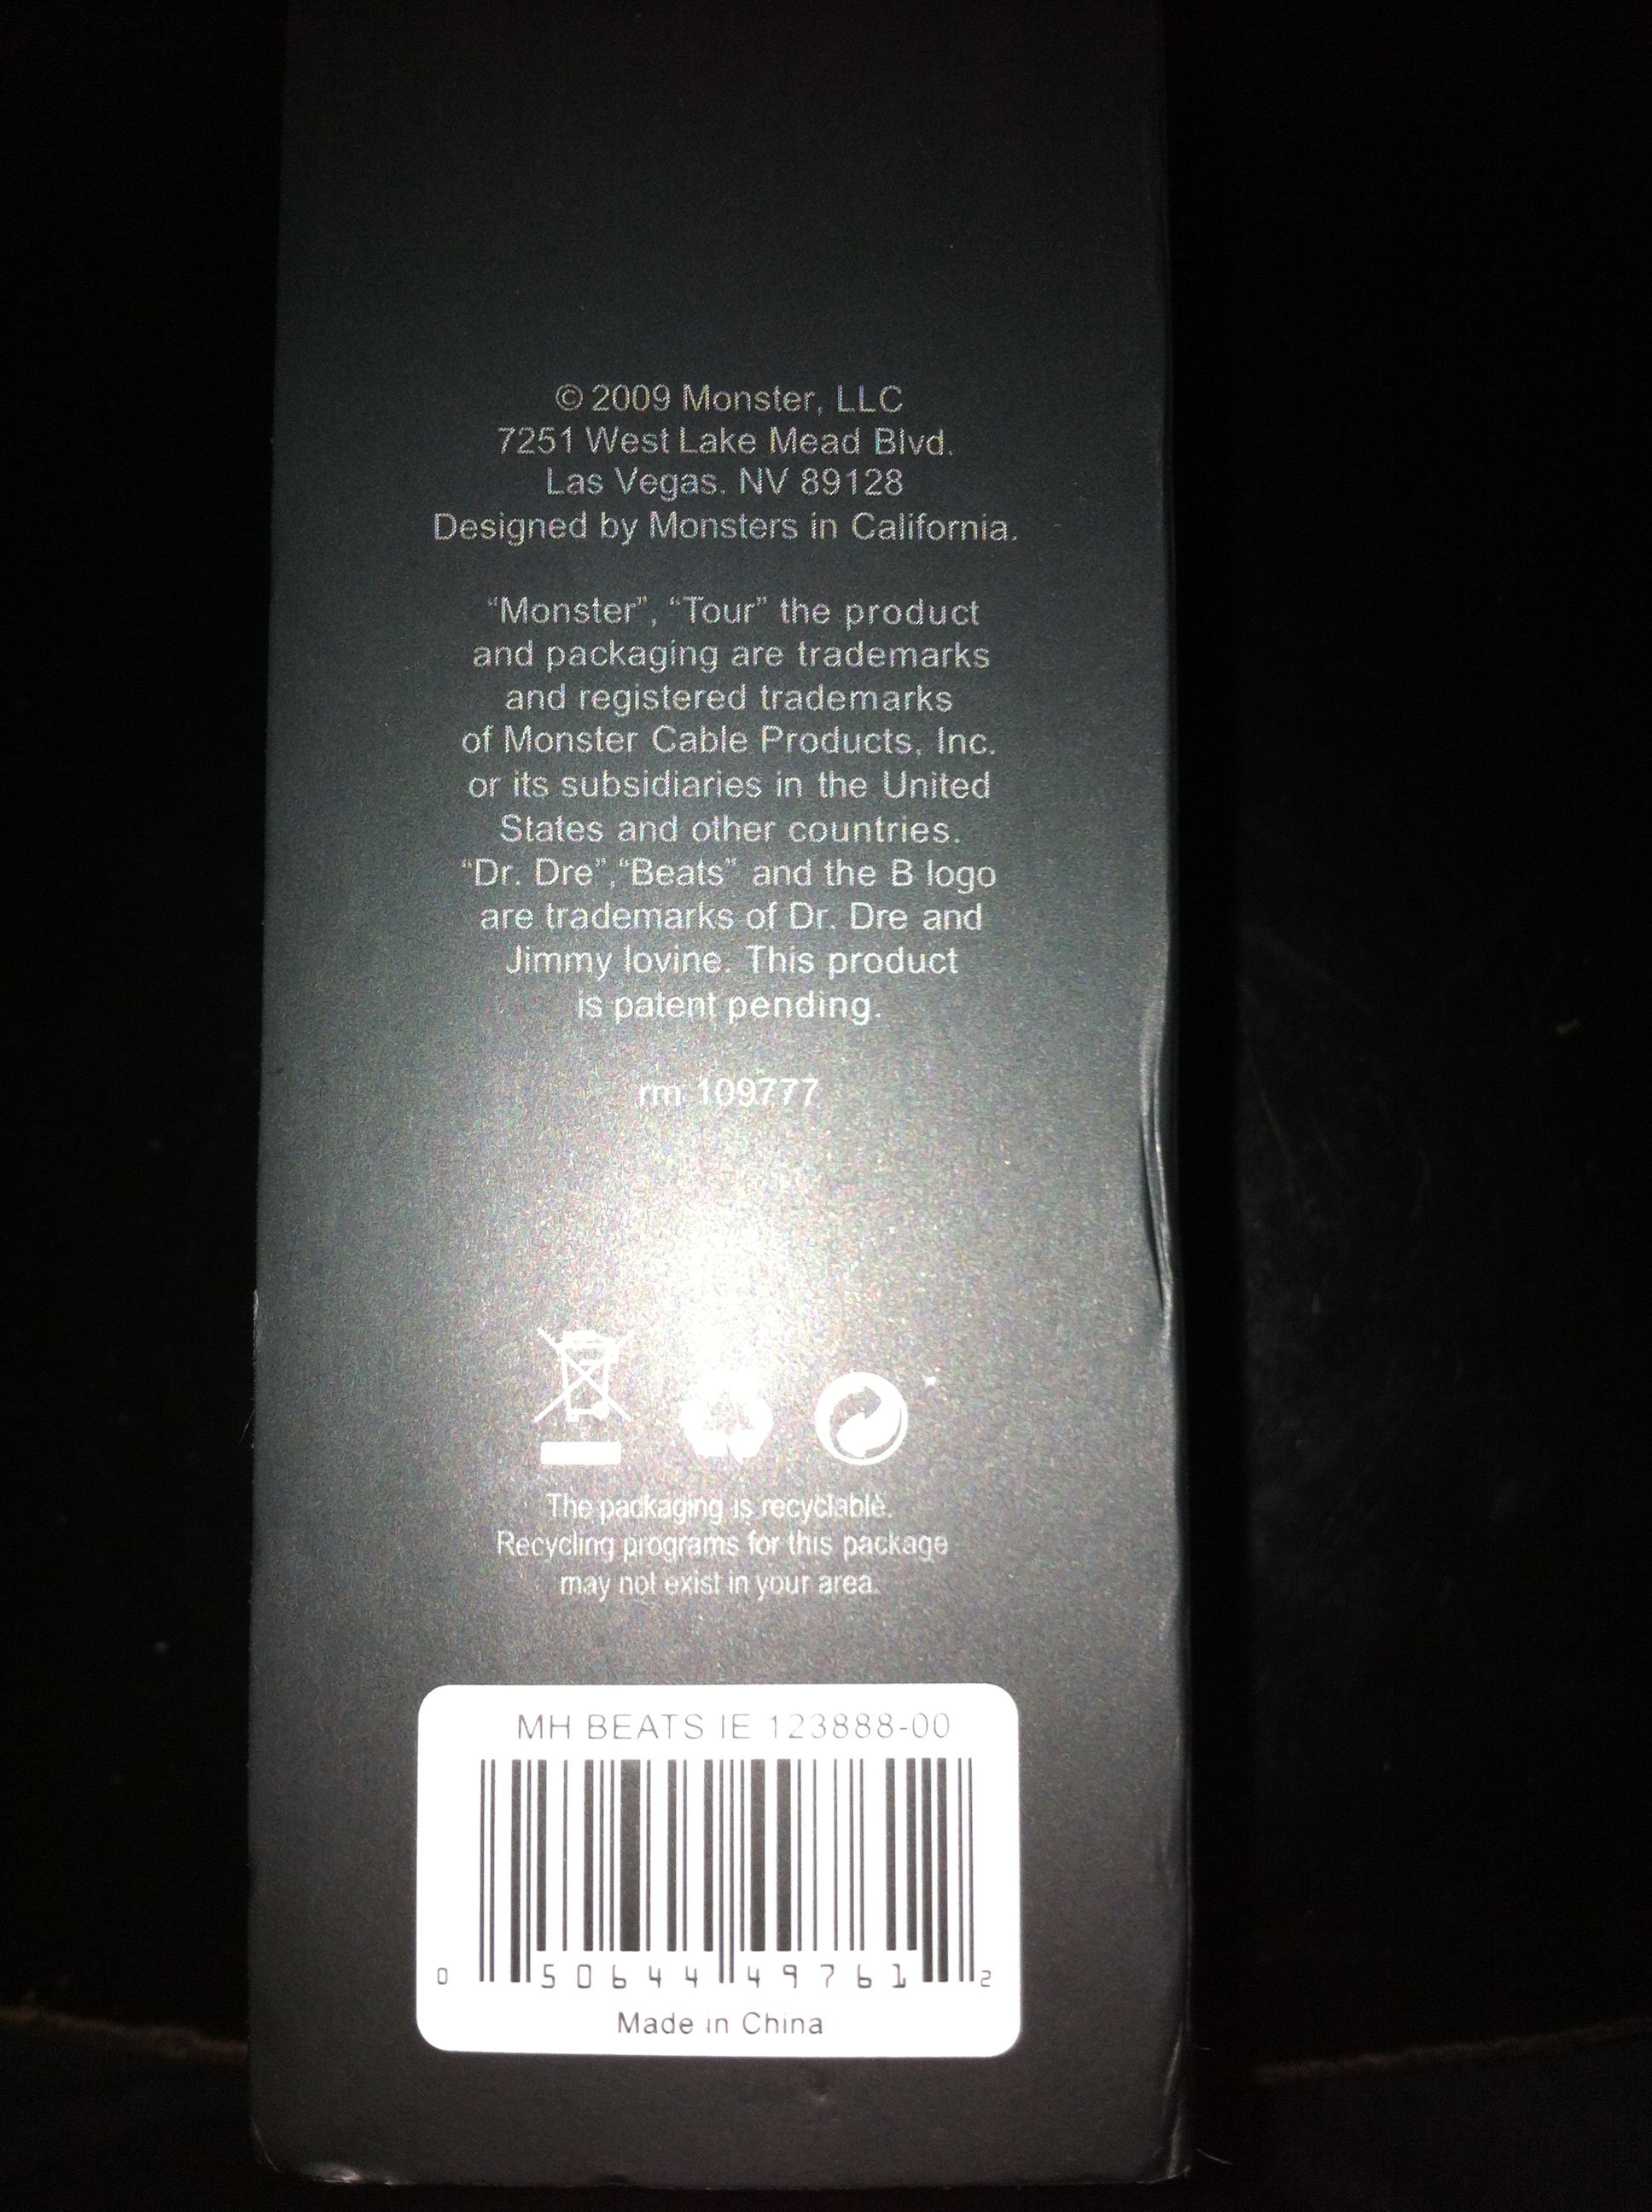 © 2009 Monster, LLC
7251 West Lake Mead Blvd.
Las Vegas. NV 89128
Designed by Monsters in California.
“Monster”, “Tour” the product
and packaging are trademarks
and registered trademarks
of Monster Cable Products, Inc.
or its subsidiaries in the United
States and other countries.
“Dr. Dre”,“Beats” and the B logo
are trademarks of Dr. Dre and
Jimmy Iovine. This product
is patent pending.
rm 109777
The packaging is recyclable.
Recycling programs for this package
may not exist in your area.
MH BEATS IE 123888-00
0 50644 49761 2
Made in China